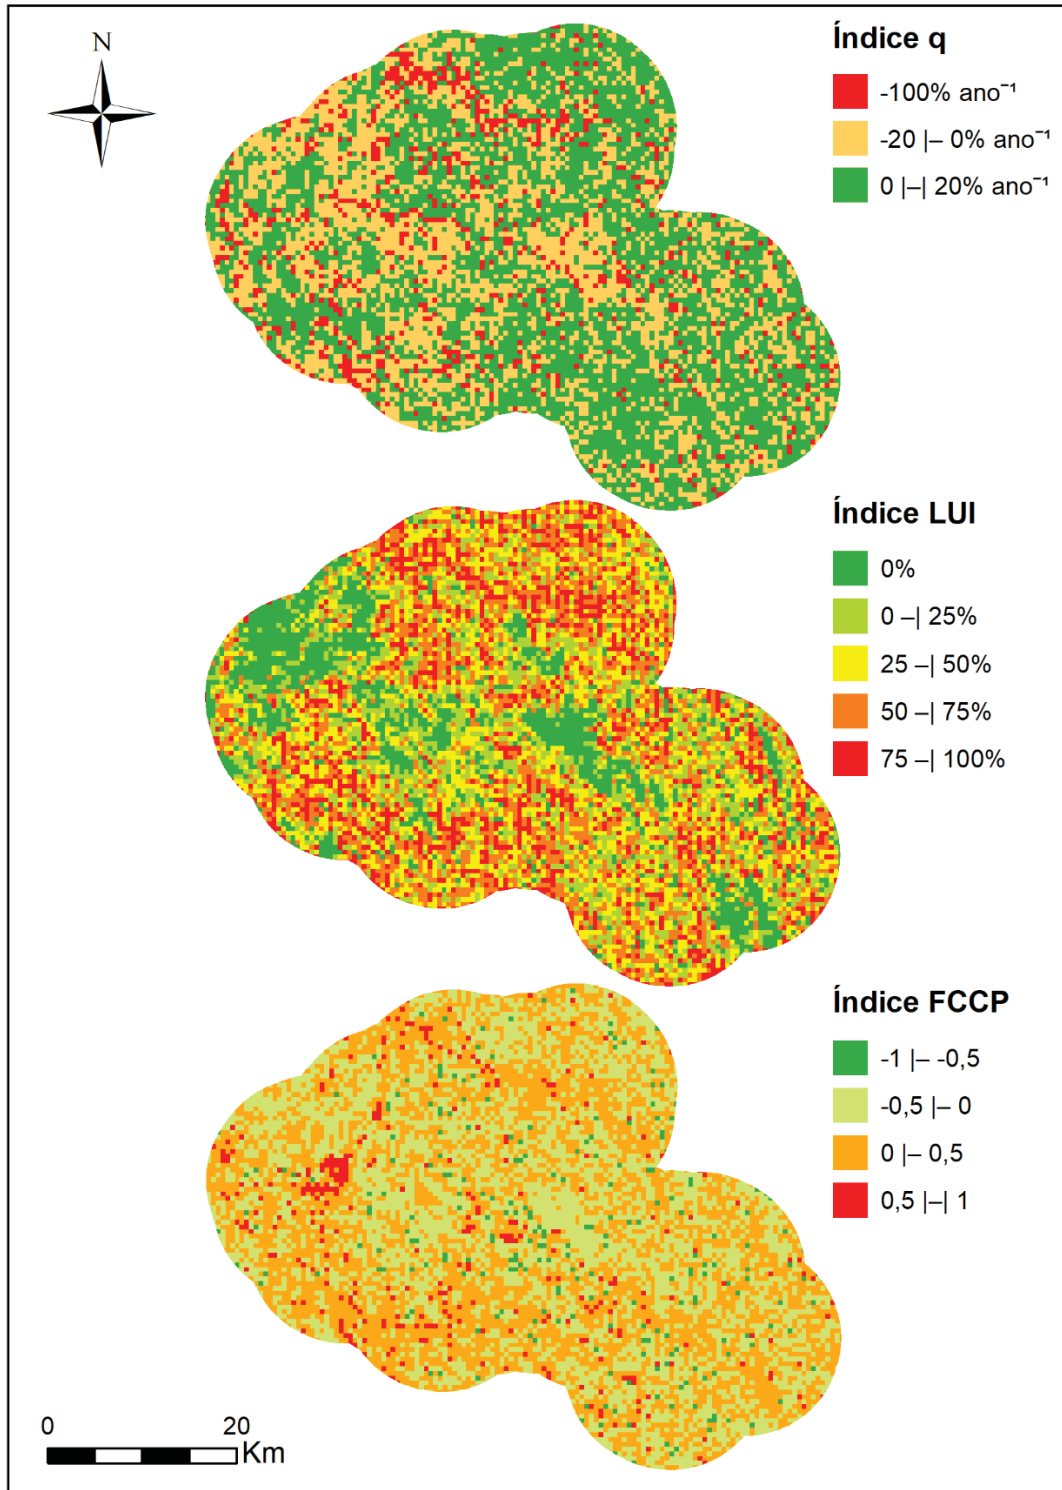 N
Índice q
-100% ano⁻¹
-20 |– 0% ano⁻¹
0 |–| 20% ano⁻¹
Índice LUI
0%
0 –| 25%
25 –| 50%
50 –| 75%
75 –| 100%
Índice FCCP
-1 |– -0,5
-0,5 |– 0
0 |– 0,5
0,5 |–| 1
0 20
Km